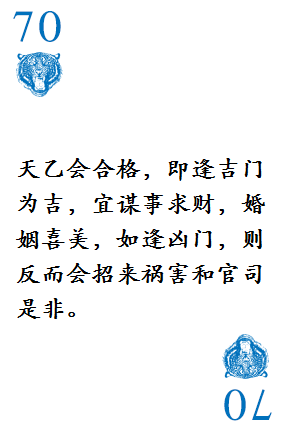 70
天乙会合格，即逢吉门
为吉，宜谋事求财，婚
姻喜美，如逢凶门，则
反而会招来祸害和官司
是非。
70